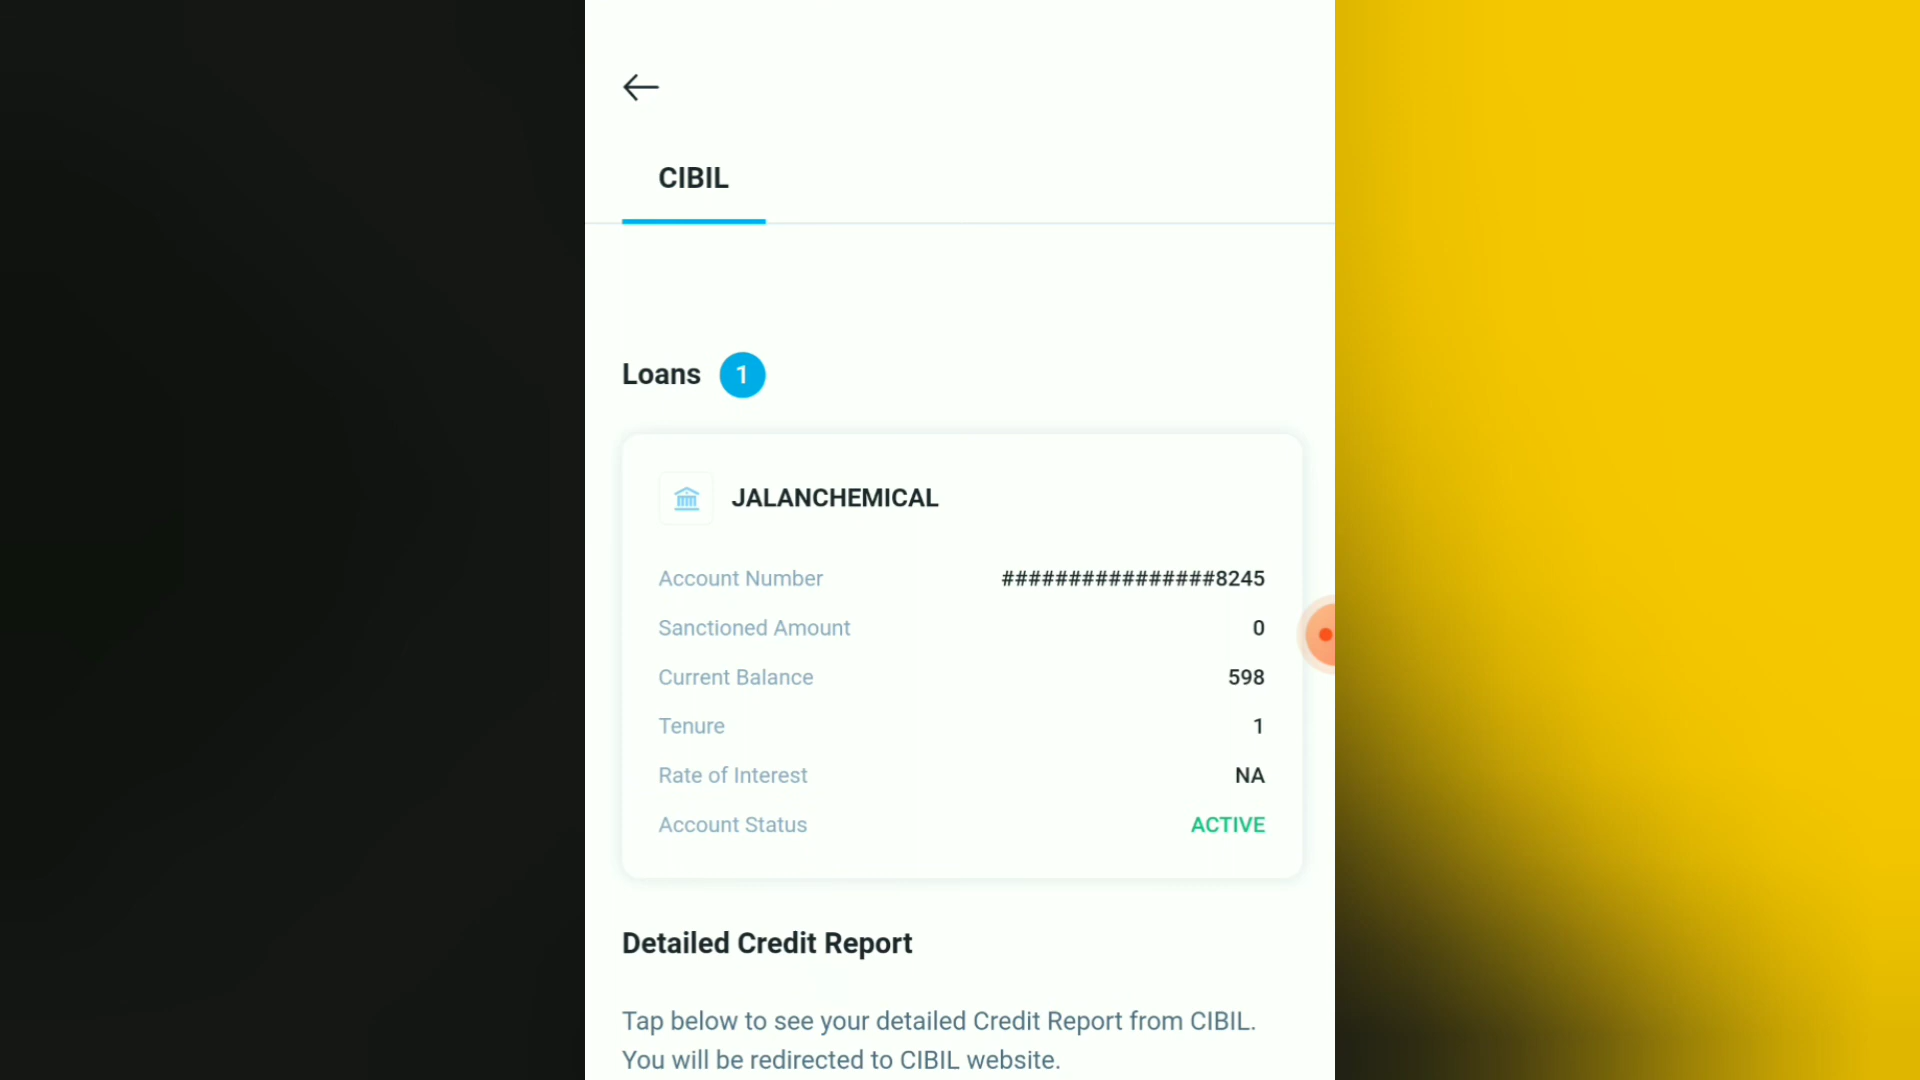 CIBIL
Loans 1
JALANCHEMICAL
Account Number ################8245
Sanctioned Amount 0
Current Balance 598
Tenure 1
Rate of Interest NA
Account Status ACTIVE
Detailed Credit Report
Tap below to see your detailed Credit Report from CIBIL.
You will be redirected to CIBIL website.